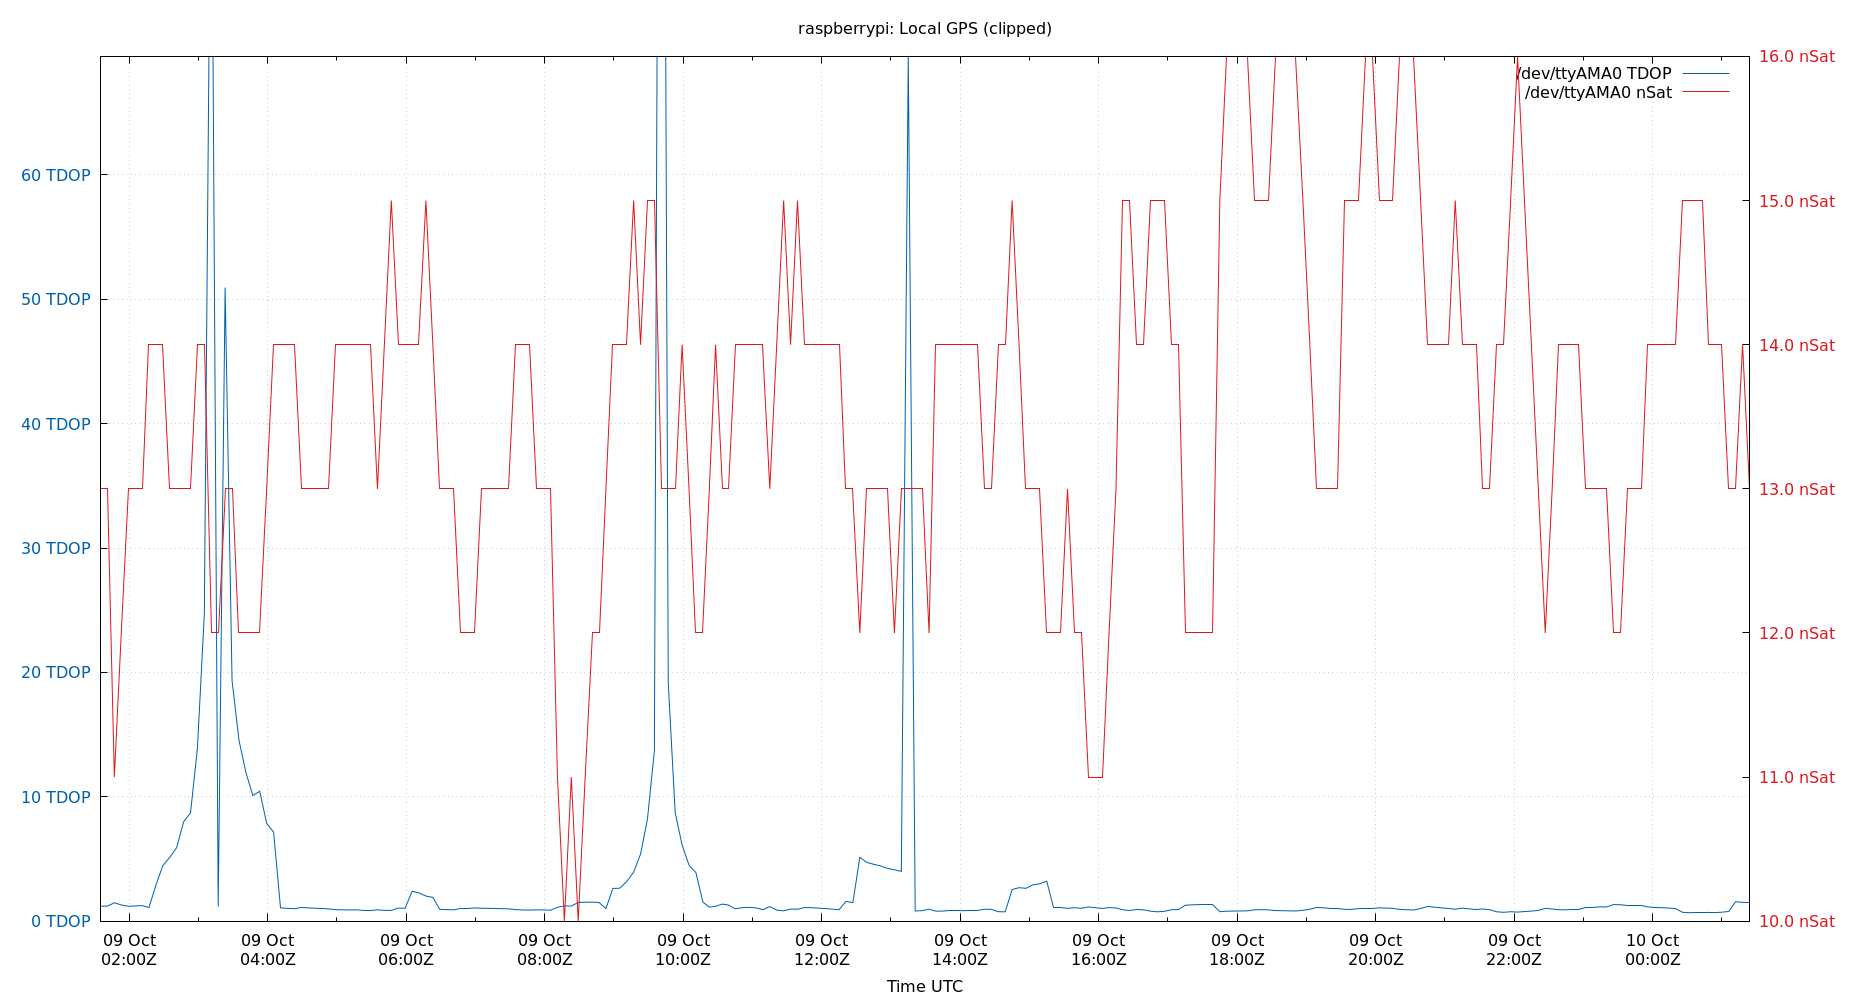 raspberrypi: Local GPS (clipped)
16.0 nSat
/dev/ttyAMA0 TDOP
/dev/ttyAMA0 nSat
60 TDOP
15.0 nSat
50 TDOP
14.0 nSat
40 TDOP
13.0 nSat
30 TDOP
12.0 nSat
20 TDOP
11.0 nSat
10 TDOP
0 TDOP
10.0 nSat
09 Oct 09 Oct 09 Oct 09 Oct 09 Oct 09 Oct 09 Oct 09 Oct 09 Oct 09 Oct 09 Oct 10 Oct
02:00Z 04:00Z 06:00Z 08:00Z 10:00Z 12:00Z 14:00Z 16:00Z 18:00Z 20:00Z 22:00Z 00:00Z
Time UTC